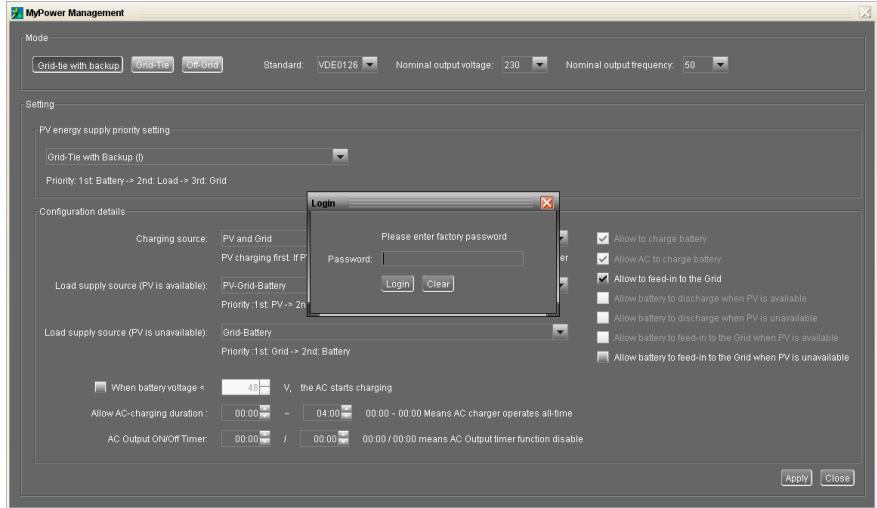 MyPower Management
Mode
Grid-tie with backup Grid-Tie Off-Grid Standard: VDE0126 Nominal output voltage: 230 Nominal output frequency: 50
Setting
PV energy supply priority setting
Grid-Tie with Backup (I)
Priority: 1st: Battery -> 2nd: Load -> 3rd: Grid
Configuration details
Charging source: PV and Grid
PV charging first. If P
er
Load supply source (PV is available): PV-Grid-Battery
Priority :1st: PV -> 2n
Load supply source (PV is unavailable): Grid-Battery
Priority :1st: Grid -> 2nd: Battery
Login
Please enter factory password
Password:
Login Clear
Allow to charge battery
Allow AC to charge battery
Allow to feed-in to the Grid
Allow battery to discharge when PV is available
Allow battery to discharge when PV is unavailable
Allow battery to feed-in to the Grid when PV is available
Allow battery to feed-in to the Grid when PV is unavailable
When battery voltage < 48 V, the AC starts charging
Allow AC-charging duration : 00:00 ~ 04:00 00:00 - 00:00 Means AC charger operates all-time
AC Output ON/Off Timer: 00:00 / 00:00 00:00 / 00:00 means AC Output timer function disable
Apply Close